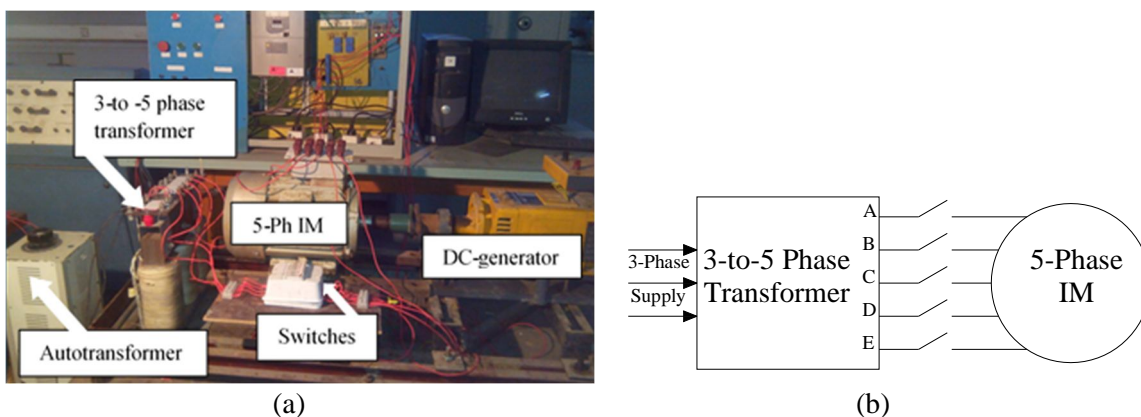 3-to -5 phase
transformer
5-Ph IM
DC-generator
Switches
Autotransformer
(a)
3-Phase
Supply
3-to-5 Phase
Transformer
A
B
C
D
E
5-Phase
IM
(b)